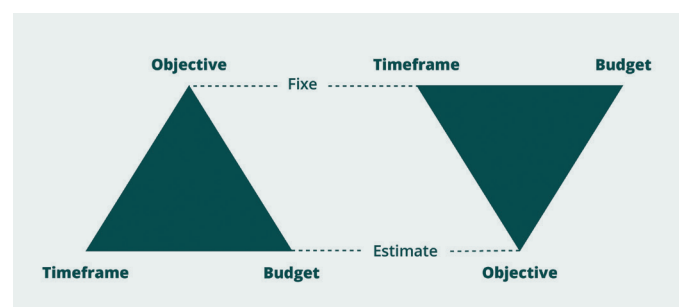 Objective
Timeframe
Budget
Fixe
Estimate
Timeframe
Budget
Objective